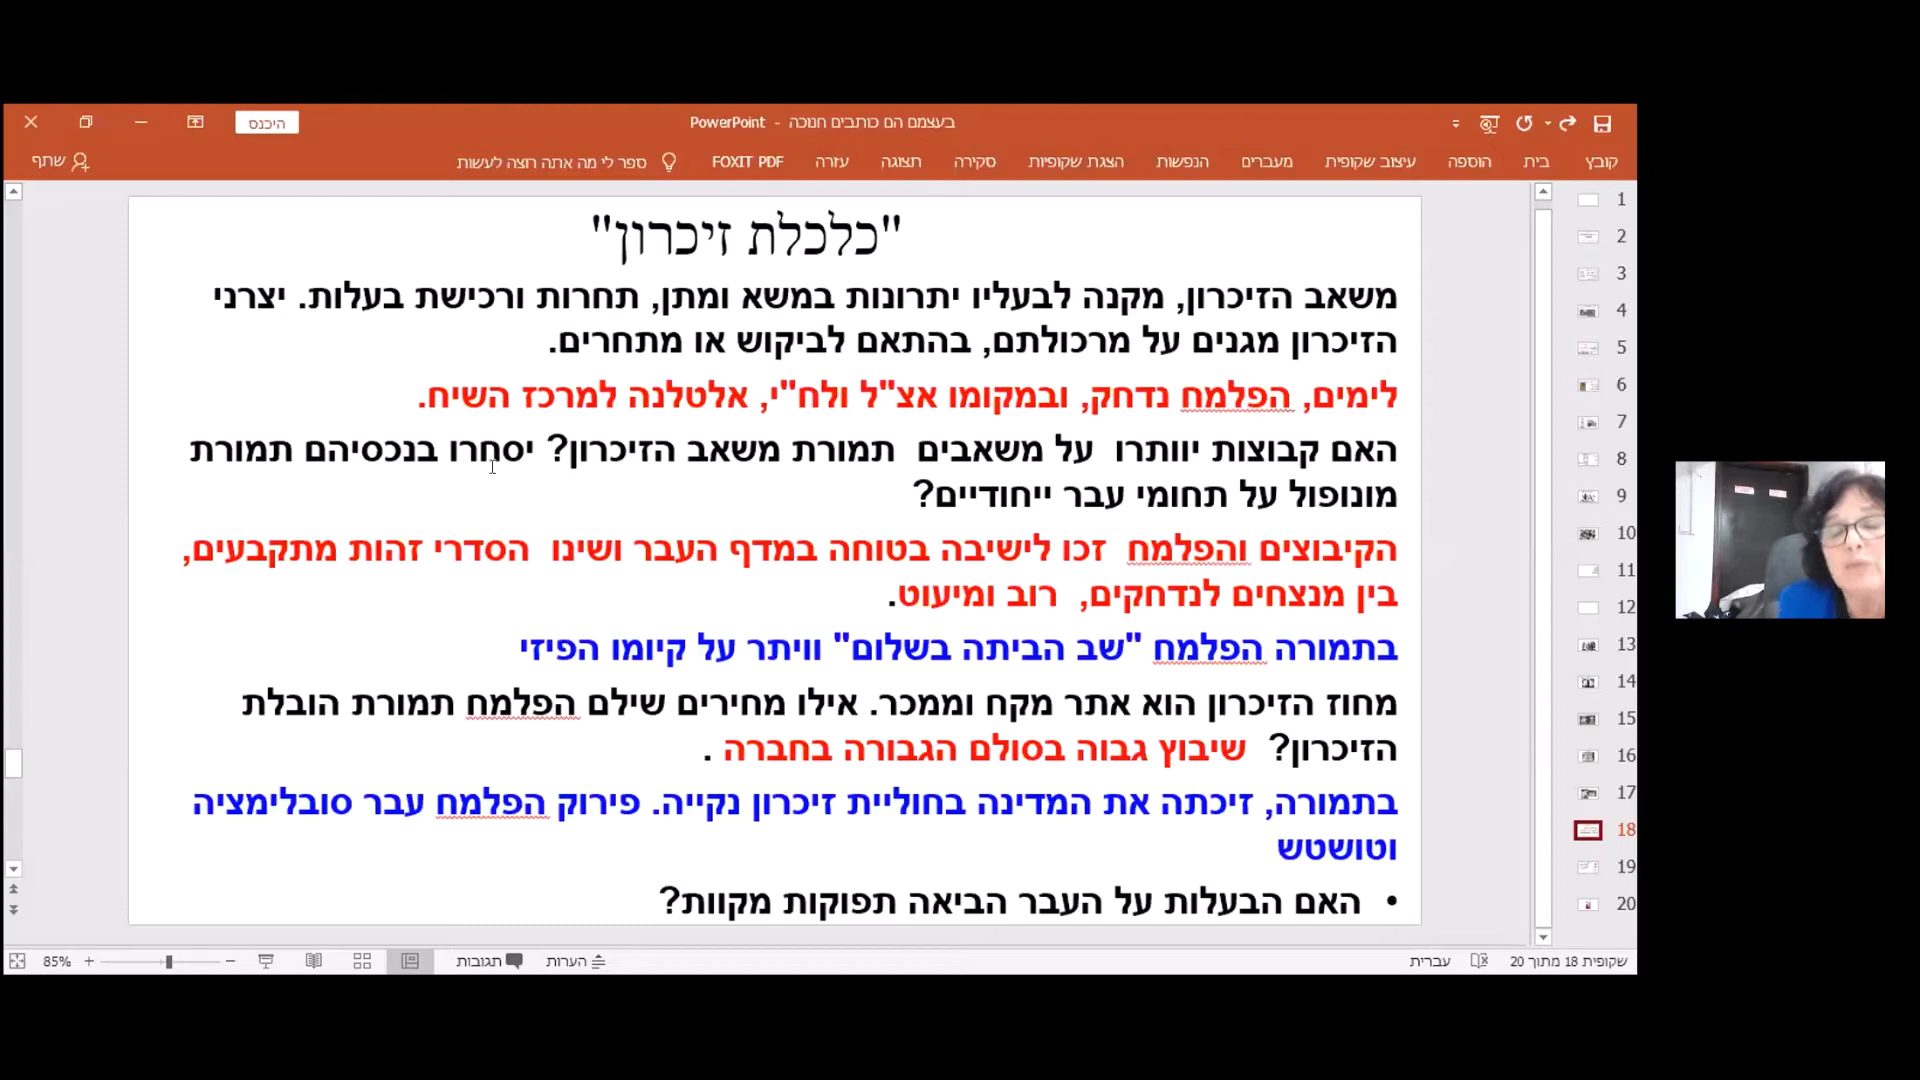 בעצמם הם כותבים חנוכה - PowerPoint
היכנס
קובץ
בית
הוספה
עיצוב שקופית
מעברים
הנפשות
הצגת שקופיות
סקירה
תצוגה
עזרה
FOXIT PDF
ספר לי מה אתה רוצה לעשות
שתף
"כלכלת זיכרון"
משאב הזיכרון, מקנה לבעליו יתרונות במשא ומתן, תחרות ורכישת בעלות. יצרני
הזיכרון מגנים על מרכולתם, בהתאם לביקוש או מתחרים.
לימים, הפלמח נדחק, ובמקומו אצ"ל ולח"י, אלטלנה למרכז השיח.
האם קבוצות יוותרו על משאבים תמורת משאב הזיכרון? יסחרו בנכסיהם תמורת
מונופול על תחומי עבר ייחודיים?
הקיבוצים והפלמח זכו לישיבה בטוחה במדף העבר ושינו הסדרי זהות מתקבעים,
בין מנצחים לנדחקים, רוב ומיעוט.
בתמורה הפלמח "שב הביתה בשלום" וויתר על קיומו הפיזי
מחוז הזיכרון הוא אתר מקח וממכר. אילו מחירים שילם הפלמח תמורת הובלת
הזיכרון? שיבוץ גבוה בסולם הגבורה בחברה .
בתמורה, זיכתה את המדינה בחוליית זיכרון נקייה. פירוק הפלמח עבר סובלימציה
וטושטש
• האם הבעלות על העבר הביאה תפוקות מקוות?
1
2
3
4
5
6
7
8
9
10
11
12
13
14
15
16
17
18
19
20
שקופית 18 מתוך 20
עברית
הערות
תגובות
85%